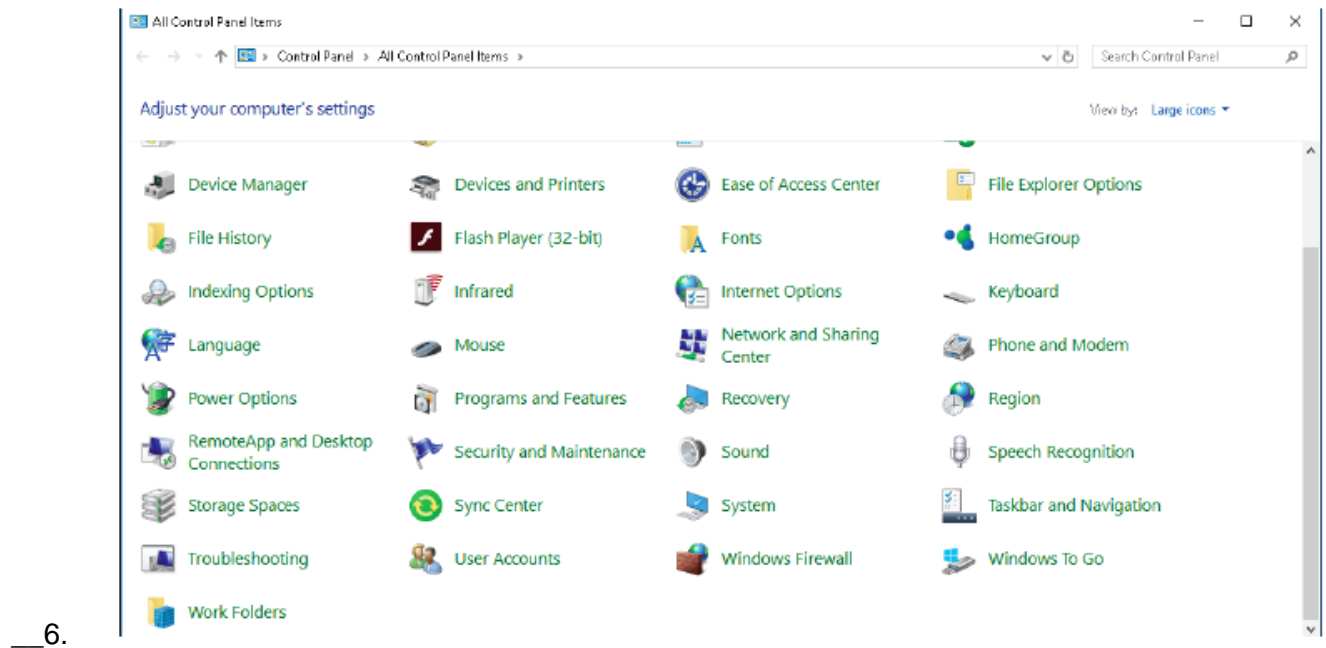 All Control Panel Items
Control Panel > All Control Panel Items >
Search Control Panel
Adjust your computer's settings
View by: Large icons
Device Manager
Devices and Printers
Ease of Access Center
File Explorer Options
File History
Flash Player (32-bit)
Fonts
HomeGroup
Indexing Options
Infrared
Internet Options
Keyboard
Language
Mouse
Network and Sharing
Center
Phone and Modem
Power Options
Programs and Features
Recovery
Region
RemoteApp and Desktop
Connections
Security and Maintenance
Sound
Speech Recognition
Storage Spaces
Sync Center
System
Taskbar and Navigation
Troubleshooting
User Accounts
Windows Firewall
Windows To Go
Work Folders
__6.